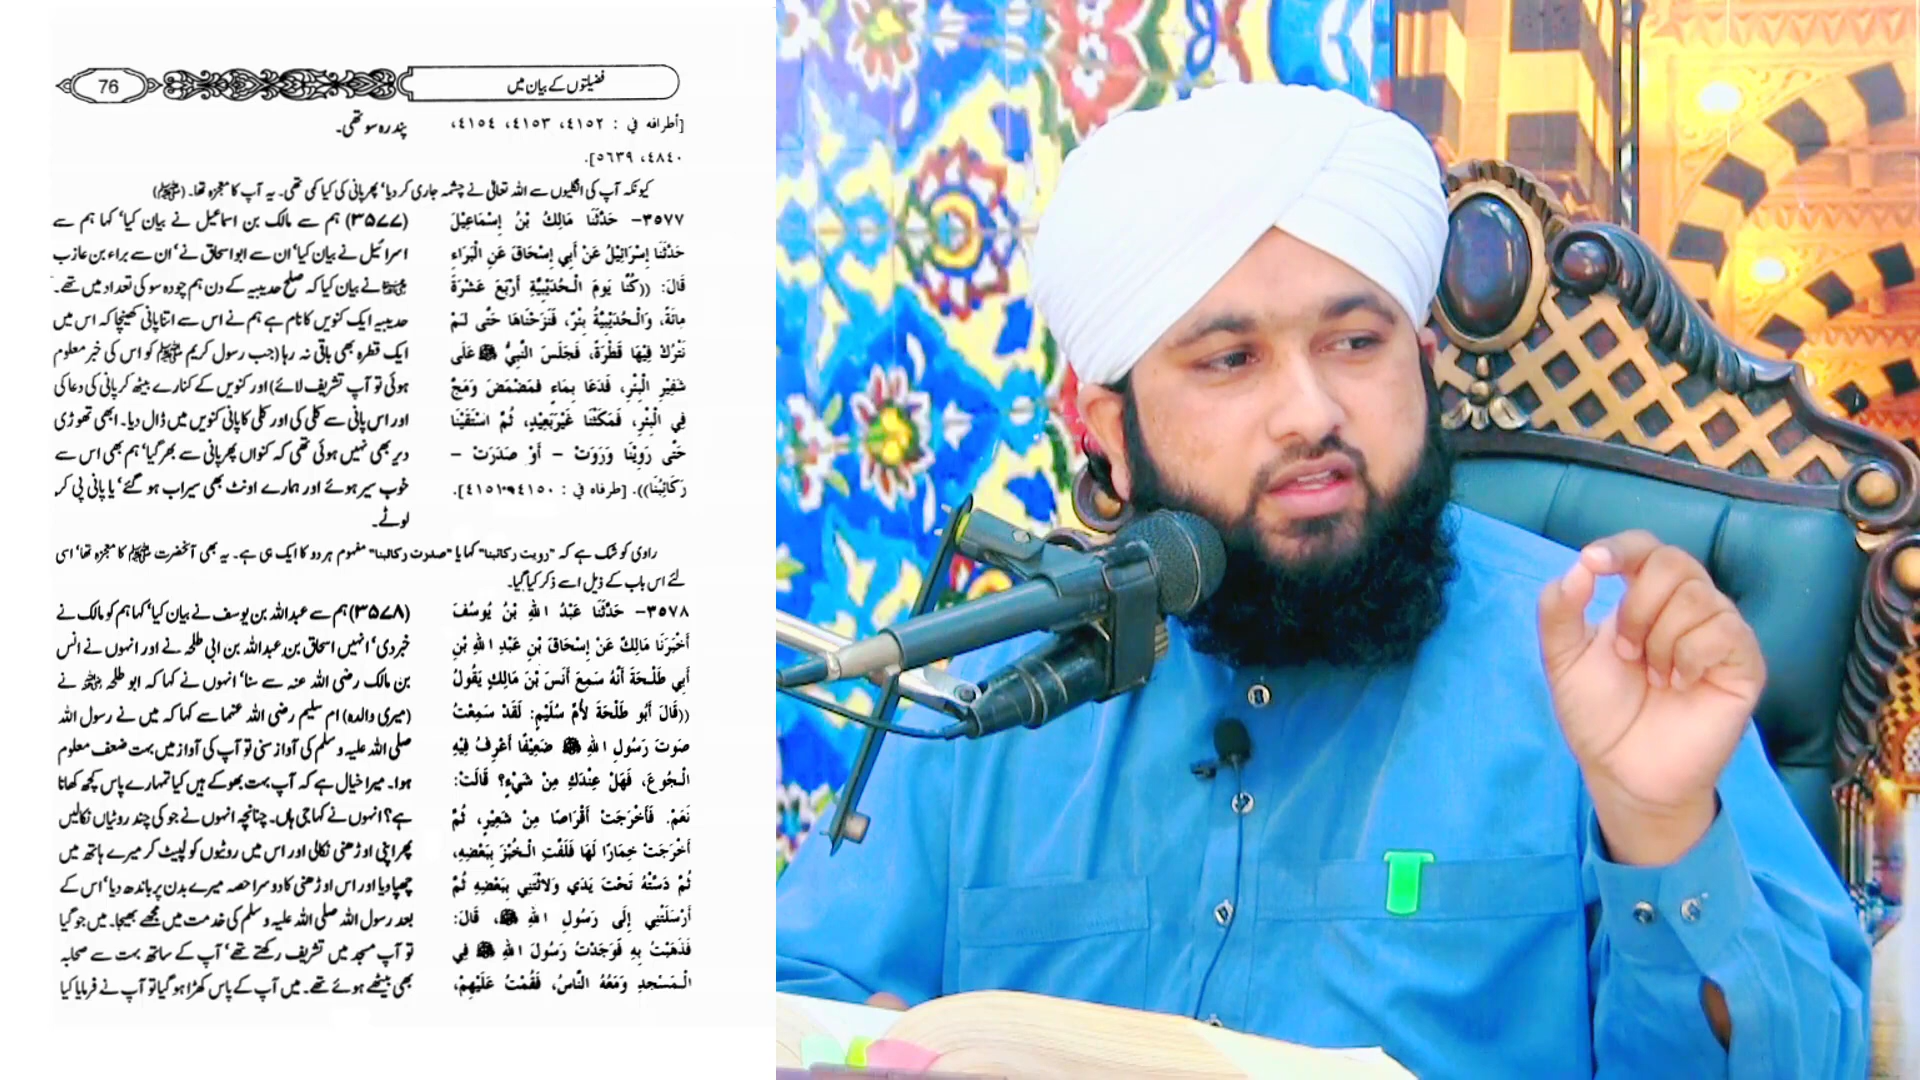 فضیلتوں کے بیان میں
76
[أطرافه في : ٤١٥٢، ٤١٥٣، ٤١٥٤،
٤٨٤٠، ٥٦٣٩].
پندرہ سو تھی۔
کیونکہ آپ کی انگلیوں سے اللہ تعالیٰ نے چشمہ جاری کر دیا' پھر پانی کی کیا کمی تھی۔ یہ آپ کا معجزہ تھا۔ (ﷺ)
٣٥٧٧- حَدَّثَنَا مَالِكُ بْنُ إِسْمَاعِيْلَ
حَدَّثَنَا إِسْرَائِيْلُ عَنْ أَبِي إِسْحَاقَ عَنِ الْبَرَاءِ
قَالَ: ((كُنَّا يَومَ الْحُدَيْبِيَّةِ أَرْبَعَ عَشْرَةَ
مِائَةً، وَالْحُدَيْبِيَّةُ بِئْرٌ، فَنَزَحْنَاهَا حَتَّى لَمْ
نَتْرُكْ فِيْهَا قَطْرَةً، فَجَلَسَ النَّبِيُّ ﷺ عَلَى
شَفِيْرِ الْبِئْرِ، فَدَعَا بِمَاءٍ فَمَضْمَضَ وَمَجَّ
فِي الْبِئْرِ، فَمَكَثْنَا غَيْرَ بَعِيْدٍ، ثُمَّ اسْتَقَيْنَا
حَتَّى رَوِيْنَا وَرَوَتْ – أَوْ صَدَرَتْ –
رَكَائِبُنَا)). [طرفاه في : ٤١٥٠، ٤١٥١].
(۳۵۷۷) ہم سے مالک بن اسماعیل نے بیان کیا' کہا ہم سے
اسرائیل نے بیان کیا' ان سے ابو اسحاق نے' ان سے براء بن عازب
رضی اللہ عنہ نے بیان کیا کہ صلح حدیبیہ کے دن ہم چودہ سو کی تعداد میں تھے۔
حدیبیہ ایک کنویں کا نام ہے ہم نے اس سے اتنا پانی کھینچا کہ اس میں
ایک قطرہ بھی باقی نہ رہا (جب رسول کریم ﷺ کو اس کی خبر معلوم
ہوئی تو آپ تشریف لائے) اور کنویں کے کنارے بیٹھ کر پانی کی دعا کی
اور اس پانی سے کلی کی اور کلی کا پانی کنویں میں ڈال دیا۔ ابھی تھوڑی
دیر بھی نہیں ہوئی تھی کہ کنواں پھر پانی سے بھر گیا' ہم بھی اس سے
خوب سیر ہوئے اور ہمارے اونٹ بھی سیراب ہو گئے' یا پانی پی کر
لوٹے۔
راوی کو شک ہے کہ "رویت رکائبنا" کہا یا "صدرت رکائبنا" مفہوم ہر دو کا ایک ہی ہے۔ یہ بھی آنحضرت ﷺ کا معجزہ تھا' اسی
لئے اس باب کے ذیل اسے ذکر کیا گیا۔
٣٥٧٨- حَدَّثَنَا عَبْدُ اللهِ بْنُ يُوسُفَ
أَخْبَرَنَا مَالِكٌ عَنْ إِسْحَاقَ بْنِ عَبْدِ اللهِ بْنِ
أَبِي طَلْحَةَ أَنَّهُ سَمِعَ أَنَسَ بْنَ مَالِكٍ يَقُولُ
((قَالَ أَبُو طَلْحَةَ لأُمِّ سُلَيْمٍ: لَقَدْ سَمِعْتُ
صَوتَ رَسُولِ اللهِ ﷺ ضَعِيْفًا أَعْرِفُ فِيْهِ
الْجُوعَ، فَهَلْ عِنْدَكِ مِنْ شَيْءٍ؟ قَالَتْ:
نَعَمْ. فَأَخْرَجَتْ أَقْرَاصًا مِنْ شَعِيْرٍ، ثُمَّ
أَخْرَجَتْ خِمَارًا لَهَا فَلَفَّتِ الْخُبْزَ بِبَعْضِهِ،
ثُمَّ دَسَّتْهُ تَحْتَ يَدَي وَلاَثَتْنِي بِبَعْضِهِ ثُمَّ
أَرْسَلَتْنِي إِلَى رَسُولِ اللهِ ﷺ، قَالَ:
فَذَهَبْتُ بِهِ فَوَجَدْتُ رَسُولَ اللهِ ﷺ فِي
الْمَسْجِدِ وَمَعَهُ النَّاسُ، فَقُمْتُ عَلَيْهِمْ،
(۳۵۷۸) ہم سے عبداللہ بن یوسف نے بیان کیا' کہا ہم کو مالک نے
خبر دی' انہیں اسحاق بن عبداللہ بن ابی طلحہ نے اور انہوں نے انس
بن مالک رضی اللہ عنہ سے سنا' انہوں نے کہا کہ ابو طلحہ رضی اللہ عنہ نے
(میری والدہ) ام سلیم رضی اللہ عنہما سے کہا کہ میں نے رسول اللہ
صلی اللہ علیہ وسلم کی آواز سنی تو آپ کی آواز میں بہت ضعف معلوم
ہوا۔ میرا خیال ہے کہ آپ بہت بھوکے ہیں کیا تمہارے پاس کچھ کھانا
ہے؟ انہوں نے کہا جی ہاں۔ چنانچہ انہوں نے جو کی چند روٹیاں نکالیں
پھر اپنی اوڑھنی نکالی اور اس میں روٹیوں کو لپیٹ کر میرے ہاتھ میں
چھپا دیا اور اس اوڑھنی کا دوسرا حصہ میرے بدن پر باندھ دیا' اس کے
بعد رسول اللہ صلی اللہ علیہ وسلم کی خدمت میں مجھے بھیجا۔ میں جو گیا
تو آپ مسجد میں تشریف رکھتے تھے' آپ کے ساتھ بہت سے صحابہ
بھی بیٹھے ہوئے تھے۔ میں آپ کے پاس کھڑا ہو گیا تو آپ نے فرمایا کیا